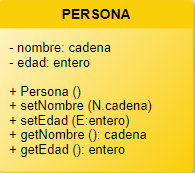 PERSONA
- nombre: cadena
- edad: entero
+ Persona ()
+ setNombre (N.cadena)
+ setEdad (E:entero)
+ getNombre (): cadena
+ getEdad (): entero